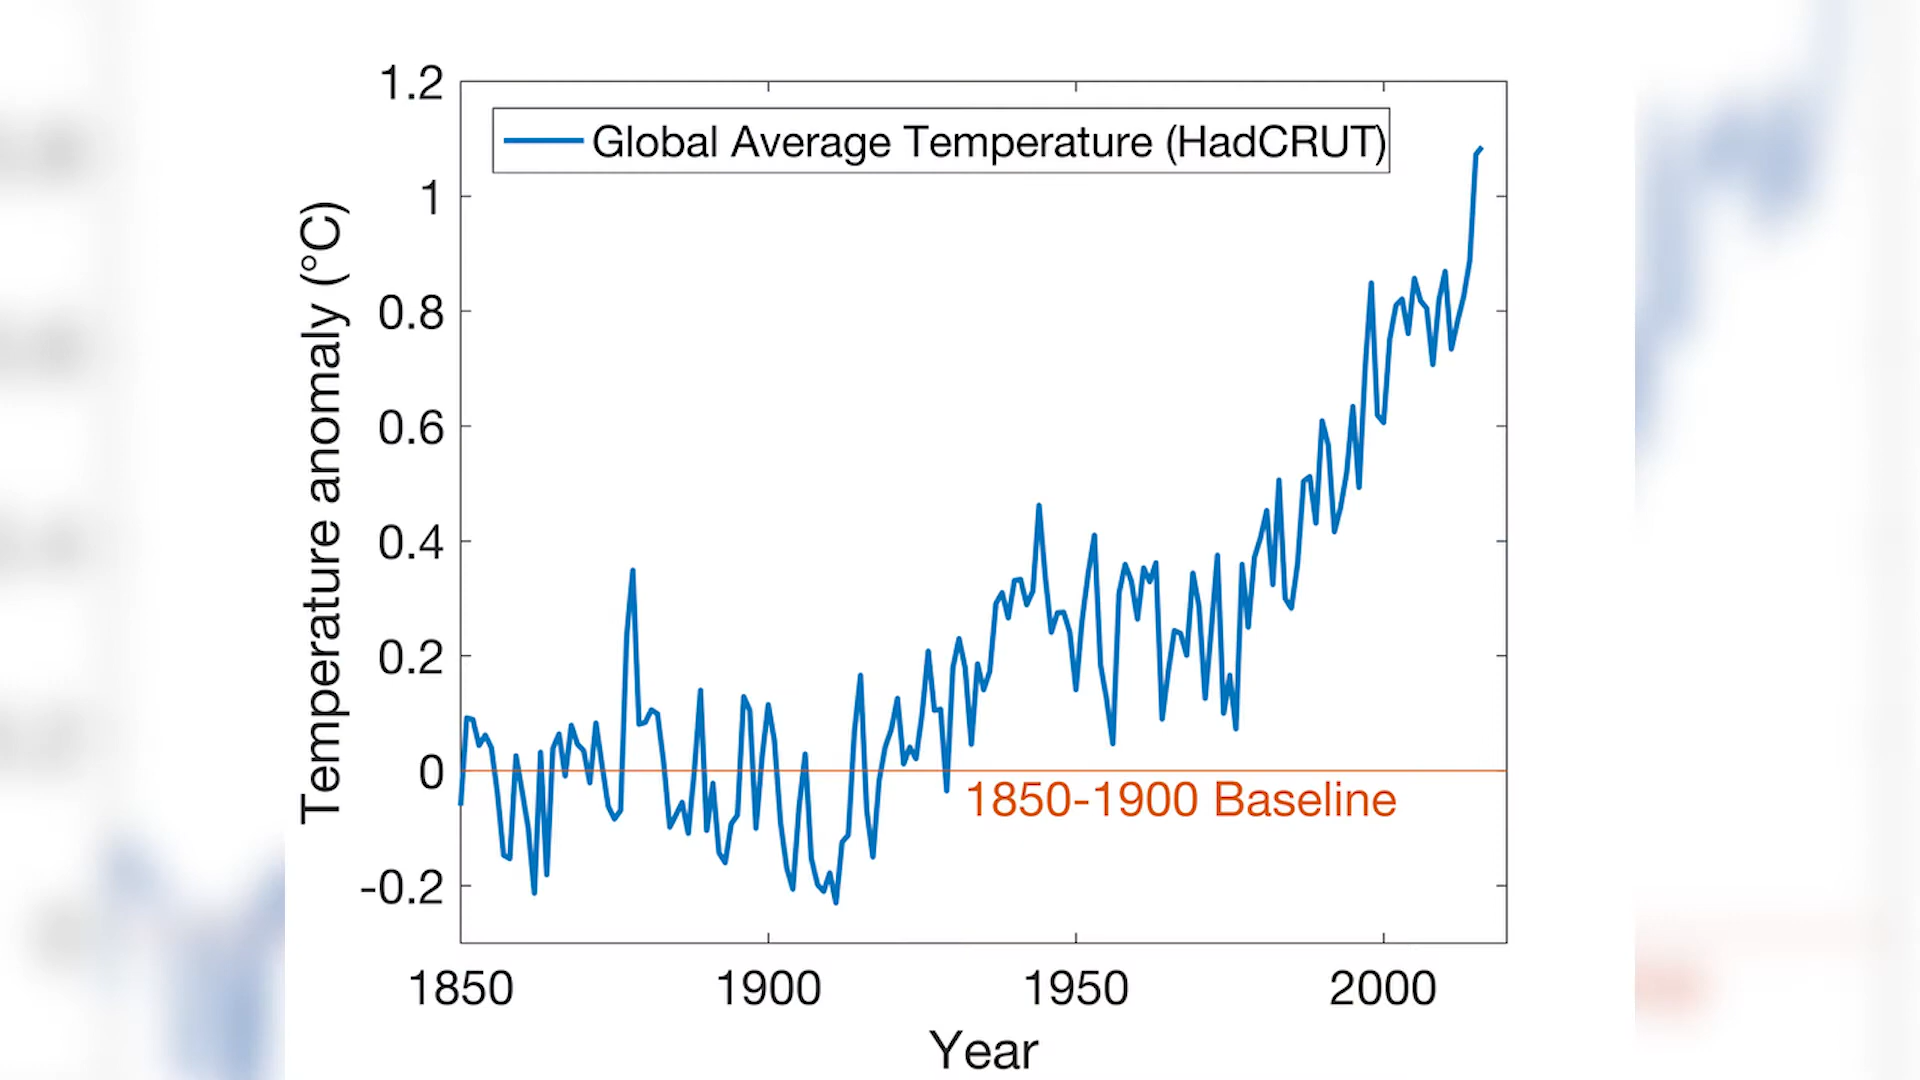 1.2
Global Average Temperature (HadCRUT)
1
0.8
0.6
0.4
0.2
0
-0.2
Temperature anomaly (°C)
1850-1900 Baseline
1850 1900 1950 2000
Year